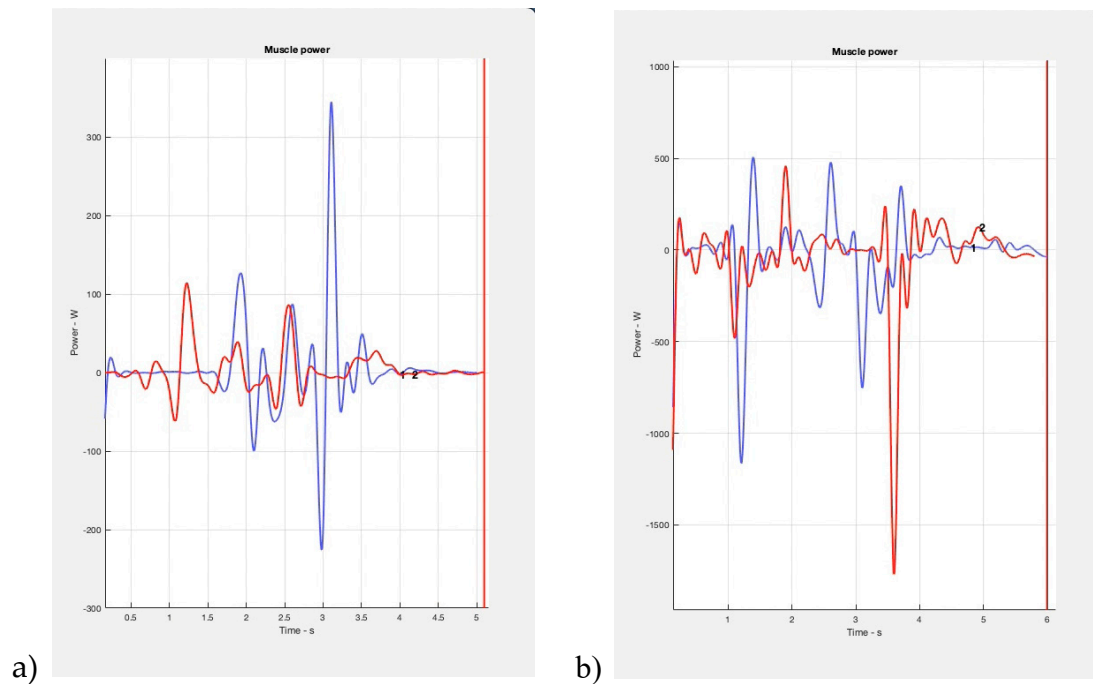 Muscle power
300
200
100
0
-100
-200
-300
Power - W
0.5 1 1.5 2 2.5 3 3.5 4 4.5 5
Time - s
1 2
a)
Muscle power
1000
500
0
-500
-1000
-1500
Power - W
1 2 3 4 5 6
Time - s
2
1
b)